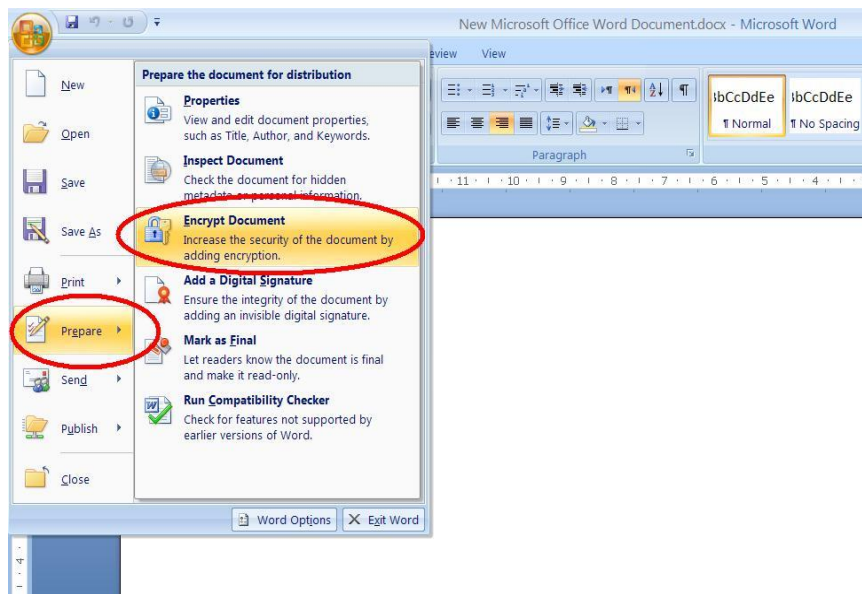 New Microsoft Office Word Document.docx - Microsoft Word
View
New
Open
Save
Save As
Print
Prepare
Send
Publish
Close
Prepare the document for distribution
Properties
View and edit document properties,
such as Title, Author, and Keywords.
Inspect Document
Check the document for hidden
metadata or personal information.
Encrypt Document
Increase the security of the document by
adding encryption.
Add a Digital Signature
Ensure the integrity of the document by
adding an invisible digital signature.
Mark as Final
Let readers know the document is final
and make it read-only.
Run Compatibility Checker
Check for features not supported by
earlier versions of Word.
Word Options
Exit Word
bCcDdEe
bCcDdEe
¶ Normal
¶ No Spacing
Paragraph
11 10 9 8 7 6 5 4
4